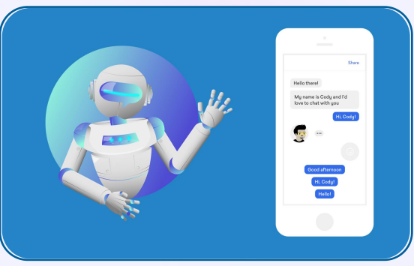 Share
Hello there!
My name is Cody and I'd
love to chat with you
Hi, Cody!
Good afternoon
Hi, Cody!
Hello!